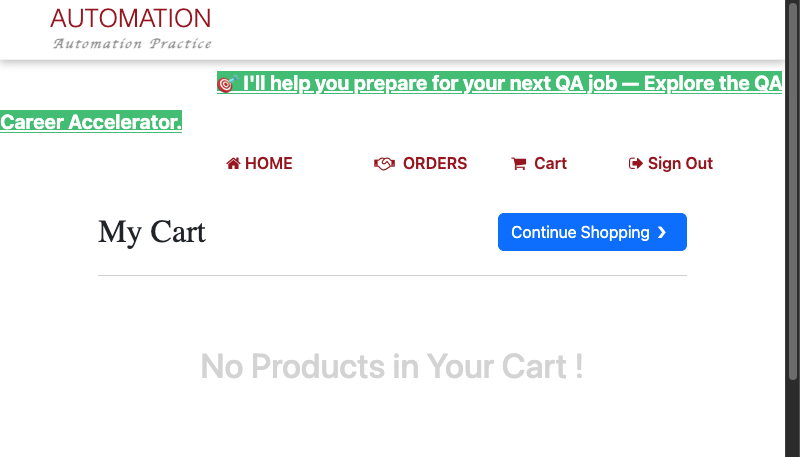 AUTOMATION
Automation Practice
🎯 I'll help you prepare for your next QA job — Explore the QA
Career Accelerator.
HOME ORDERS Cart Sign Out
My Cart
Continue Shopping ❯
No Products in Your Cart !